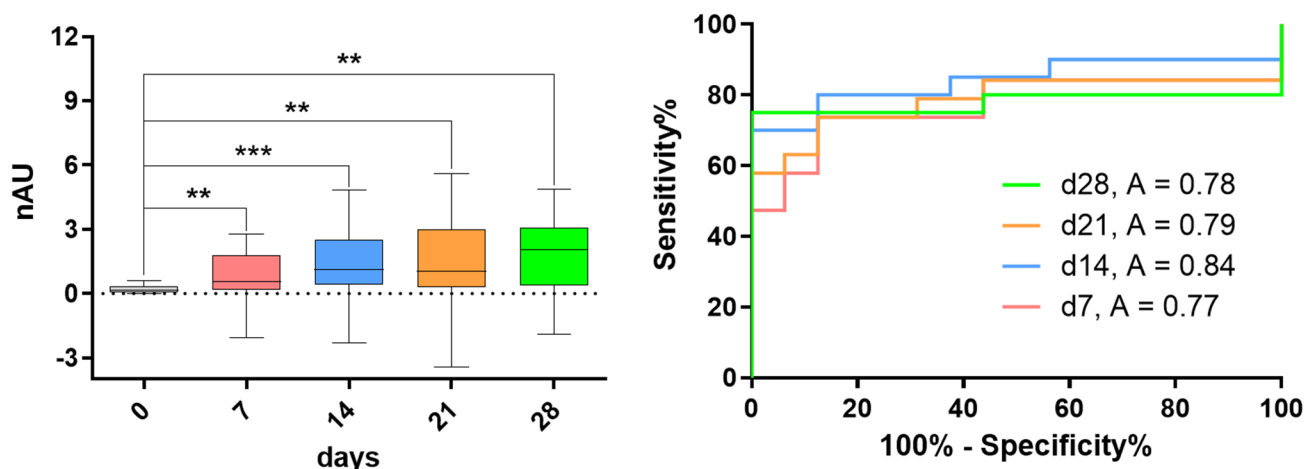 12
9
6
3
0
-3
nAU
**
**
***
**
0
7
14
21
28
days
100
80
60
40
20
0
Sensitivity%
d28, A = 0.78
d21, A = 0.79
d14, A = 0.84
d7, A = 0.77
0 20 40 60 80 100
100% - Specificity%